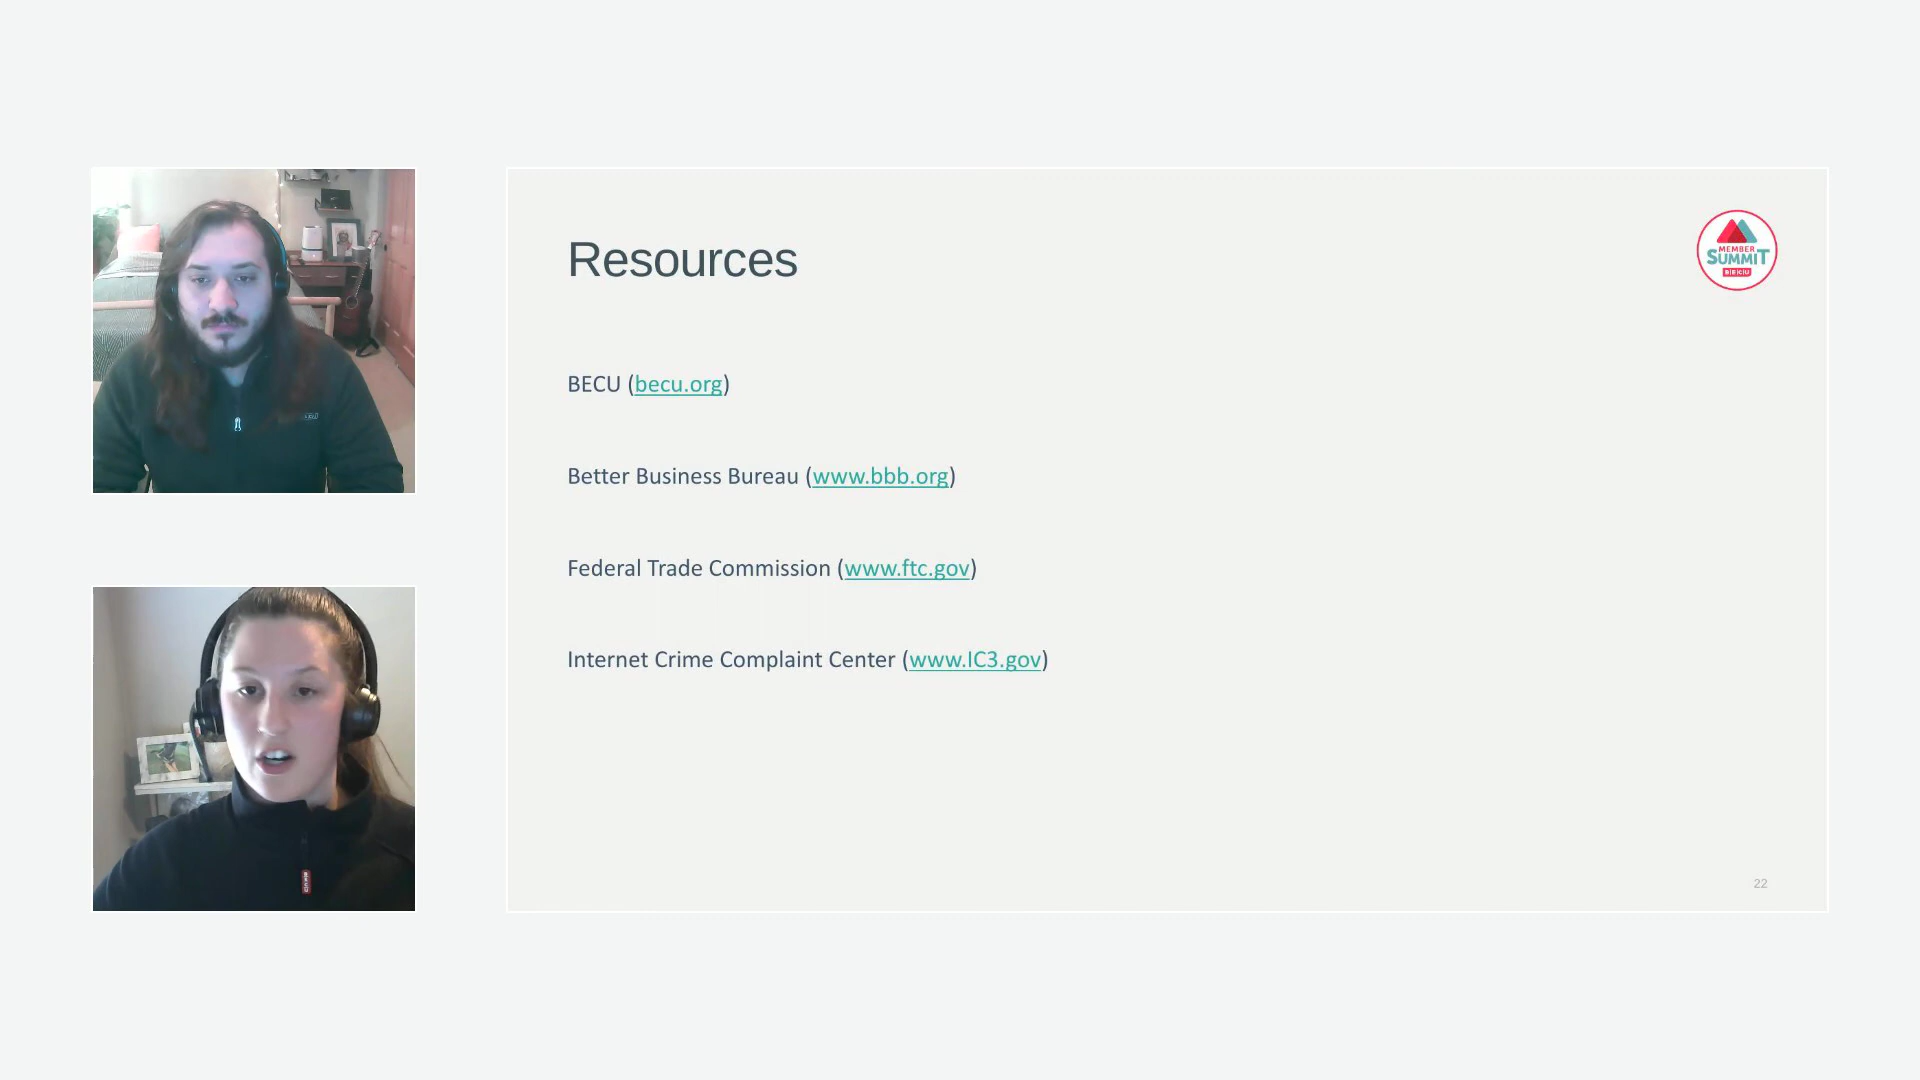 Resources
MEMBER
SUMMIT
BECU
BECU (becu.org)
Better Business Bureau (www.bbb.org)
Federal Trade Commission (www.ftc.gov)
Internet Crime Complaint Center (www.IC3.gov)
22